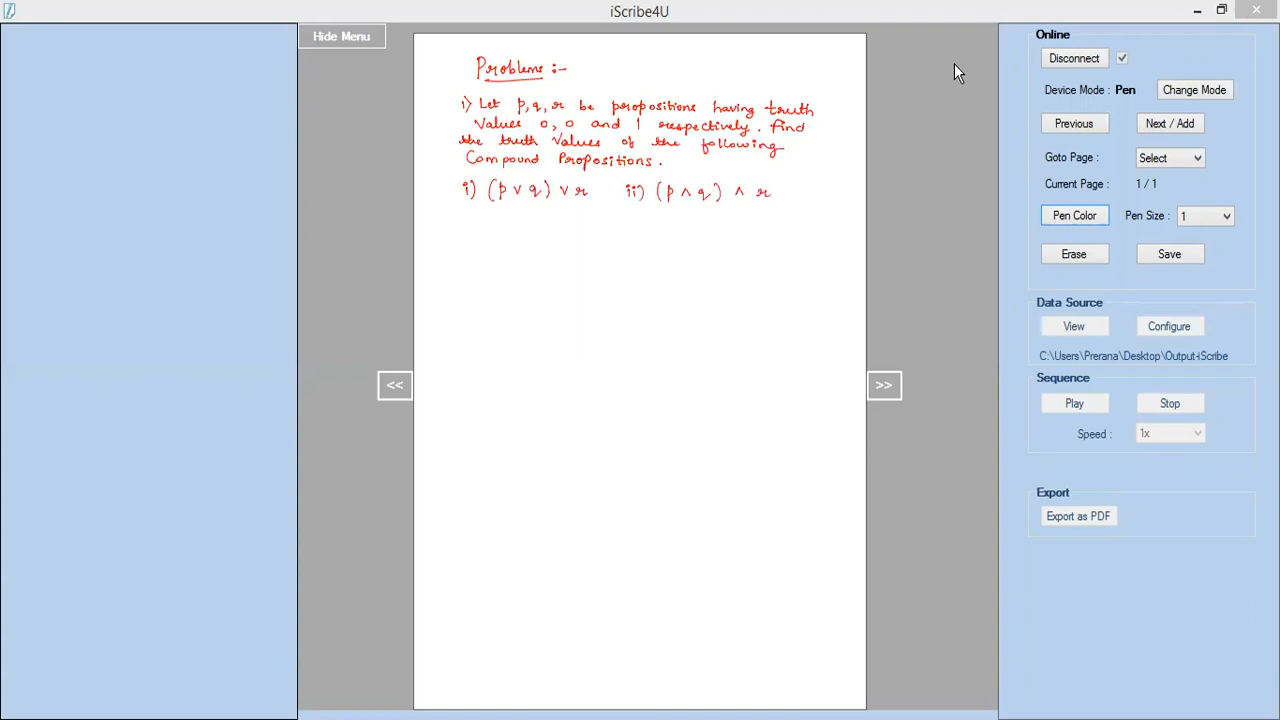 iScribe4U
Hide Menu
Problems :-
1) Let p, q, r be propositions having truth
values 0, 0 and 1 respectively. Find
the truth values of the following
Compound Propositions.
i) (p ∨ q) ∨ r ii) (p ∧ q) ∧ r
<<
>>
Online
Disconnect
Device Mode : Pen Change Mode
Previous Next / Add
Goto Page : Select
Current Page : 1 / 1
Pen Color Pen Size : 1
Erase Save
Data Source
View Configure
C:\Users\Prerana\Desktop\Output-iScribe
Sequence
Play Stop
Speed : 1x
Export
Export as PDF